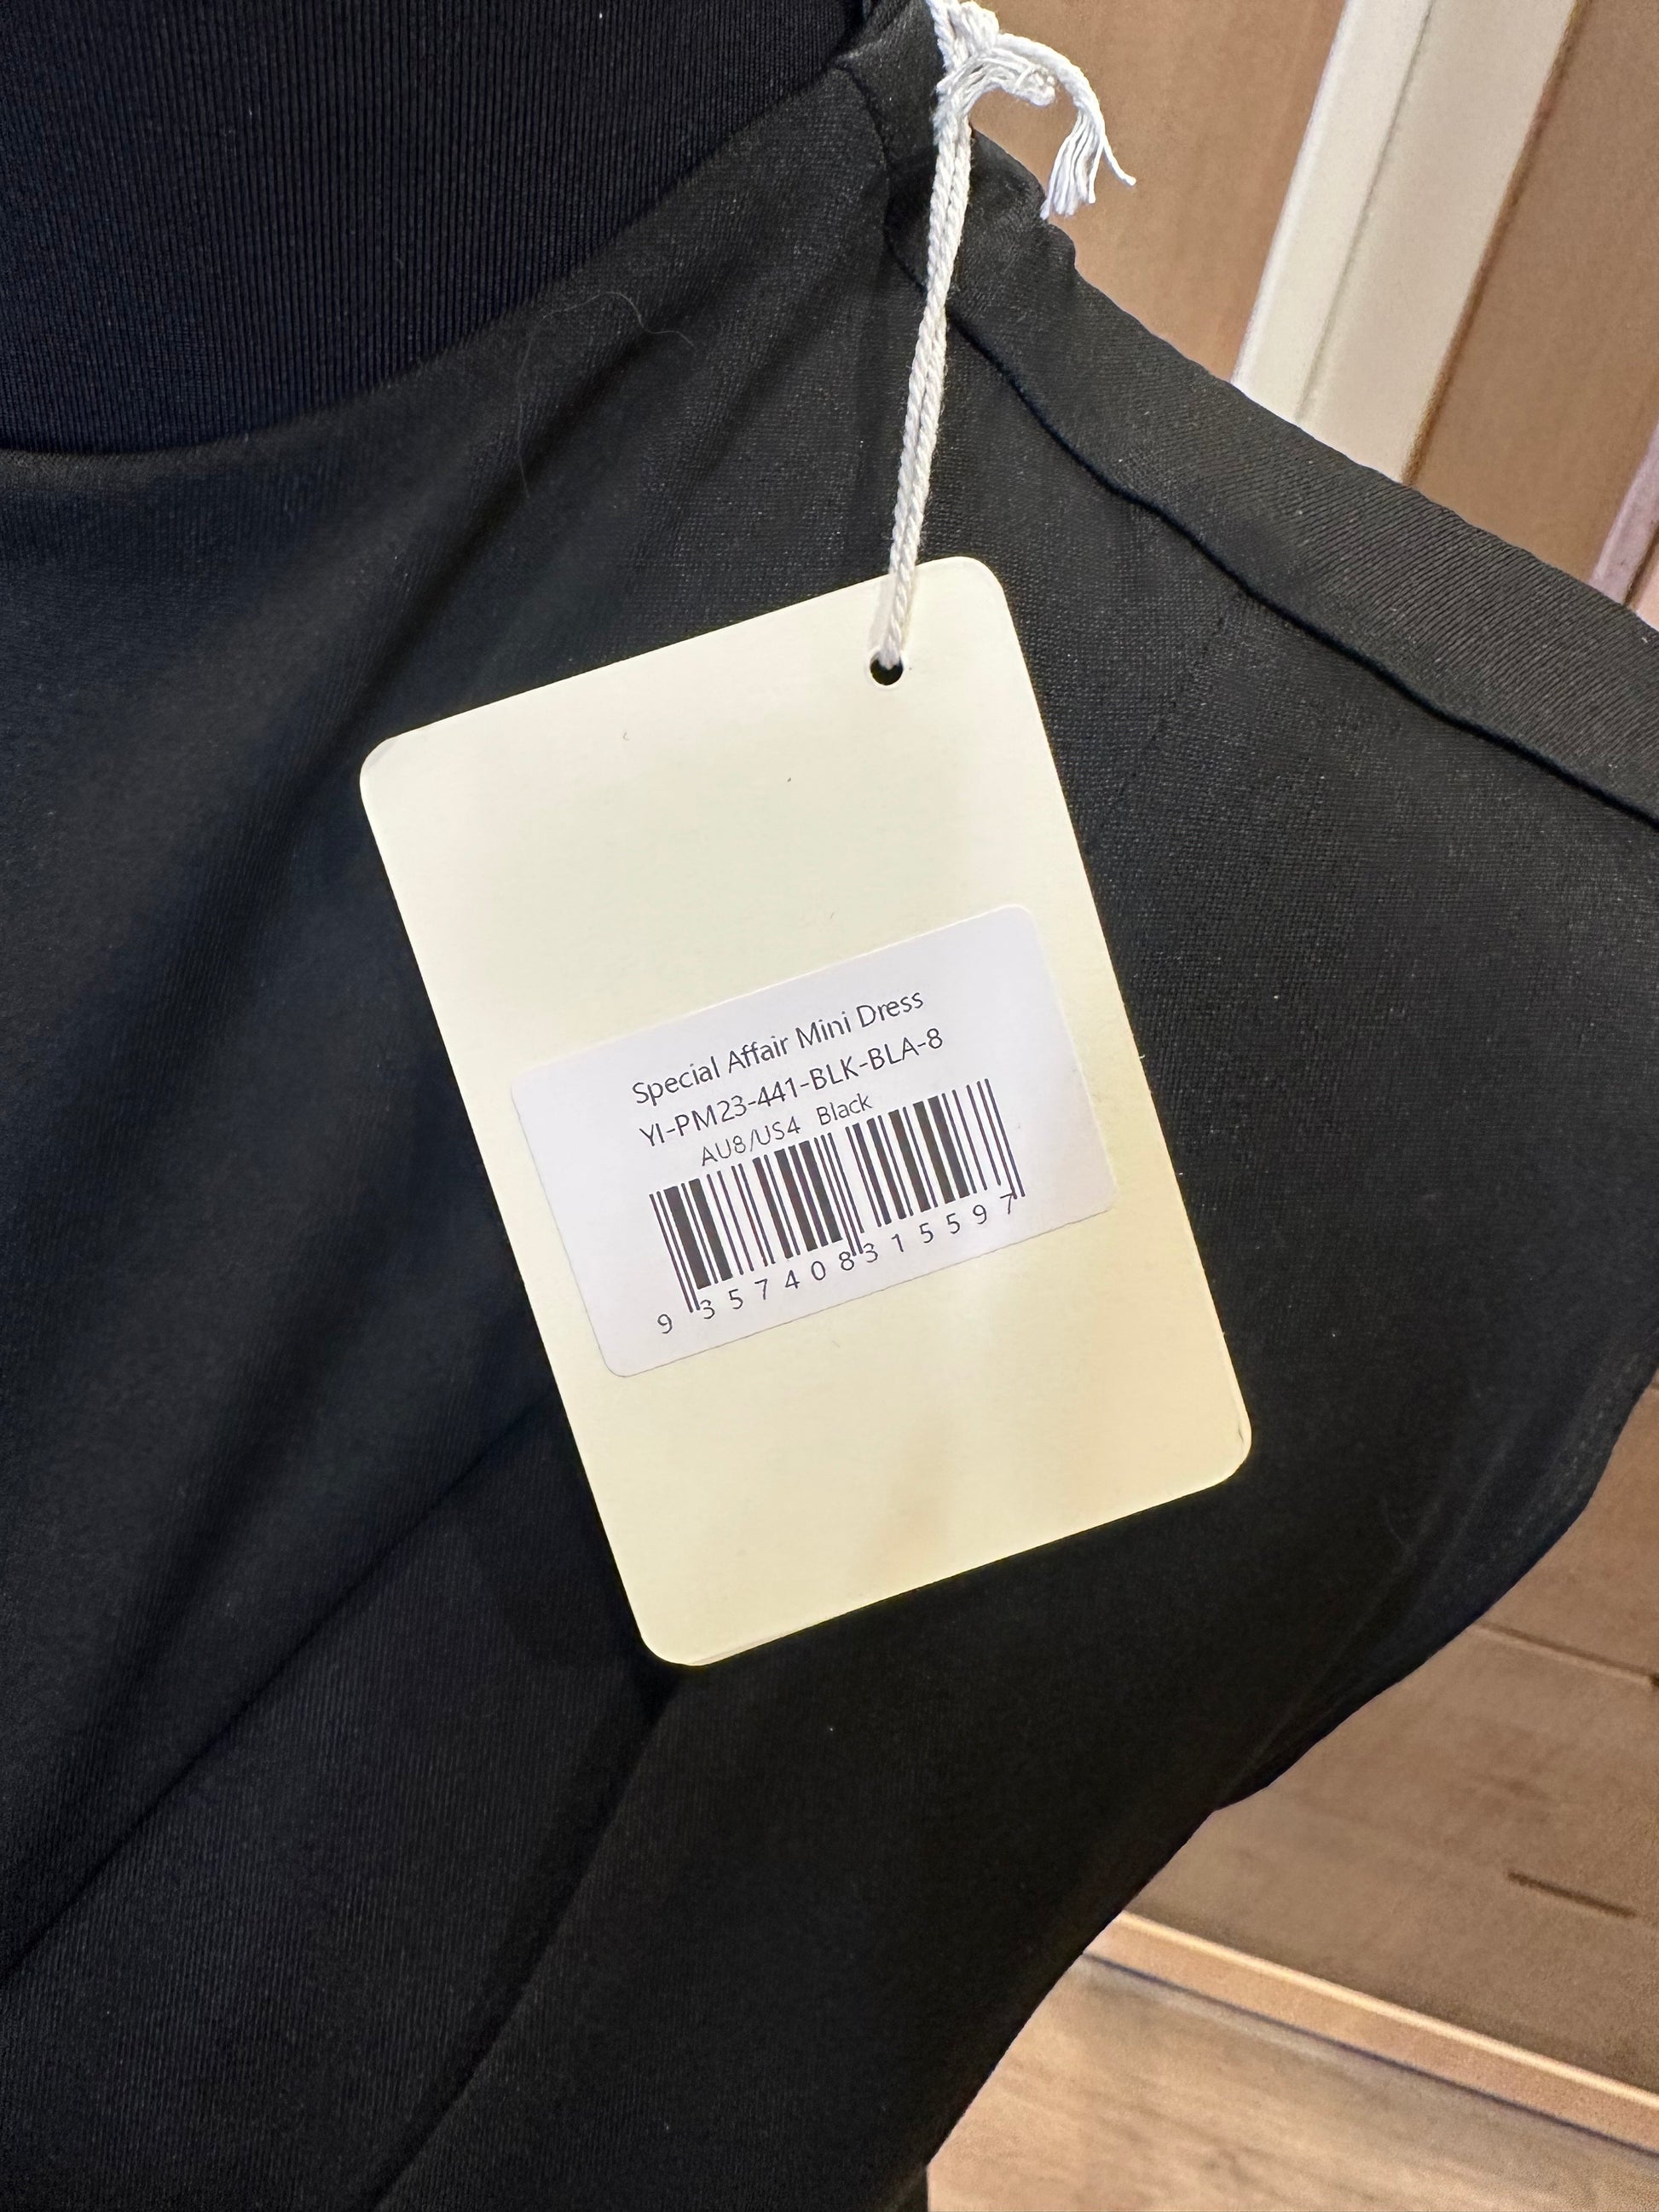 Special Affair Mini Dress
YI-PM23-441-BLK-BLA-8
AU8/US4 Black
9 357408 315597